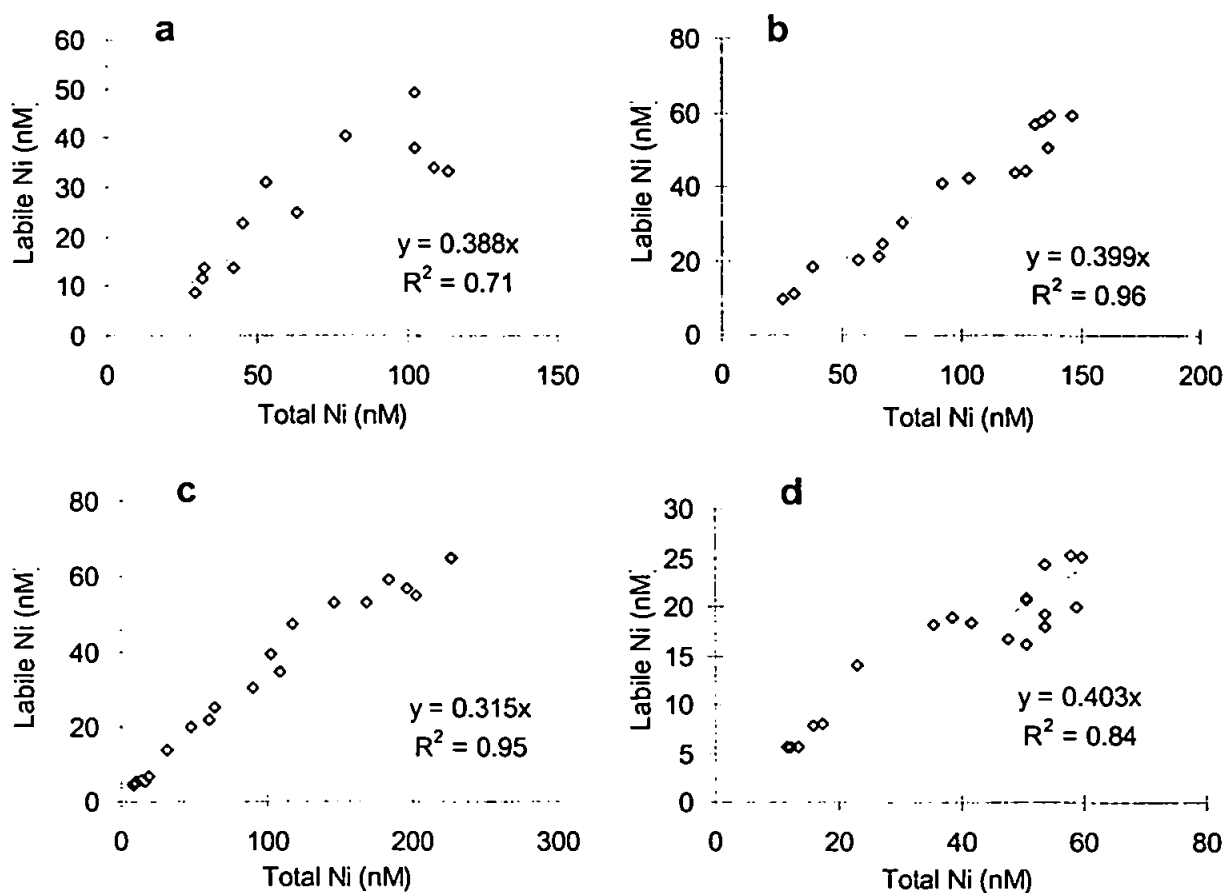 a
60
50
40
30
20
10
0
Labile Ni (nM)
y = 0.388x
R² = 0.71
0 50 100 150
Total Ni (nM)
b
80
60
40
20
0
Labile Ni (nM)
y = 0.399x
R² = 0.96
0 50 100 150 200
Total Ni (nM)
c
80
60
40
20
0
Labile Ni (nM)
y = 0.315x
R² = 0.95
0 100 200 300
Total Ni (nM)
d
30
25
20
15
10
5
0
Labile Ni (nM)
y = 0.403x
R² = 0.84
0 20 40 60 80
Total Ni (nM)